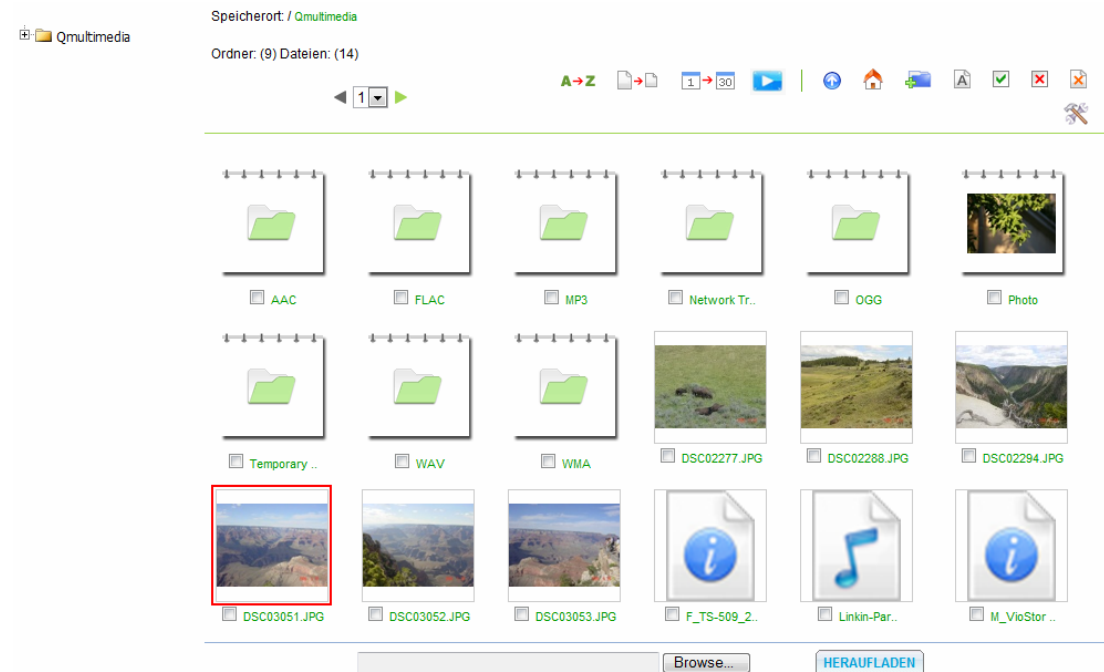 Speicherort: / Qmultimedia
Qmultimedia
Ordner: (9) Dateien: (14)
A→Z
1→30
A
1
AAC
FLAC
MP3
Network Tr..
OGG
Photo
Temporary ..
WAV
WMA
DSC02277.JPG
DSC02288.JPG
DSC02294.JPG
DSC03051.JPG
DSC03052.JPG
DSC03053.JPG
F_TS-509_2..
Linkin-Par..
M_VioStor ..
Browse...
HERAUFLADEN